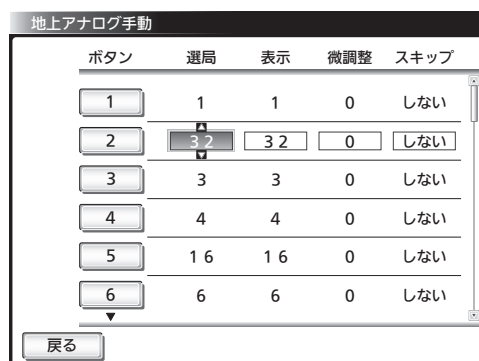 地上アナログ手動
ボタン 選局 表示 微調整 スキップ
1 1 1 0 しない
2 32 32 0 しない
3 3 3 0 しない
4 4 4 0 しない
5 16 16 0 しない
6 6 6 0 しない
戻る